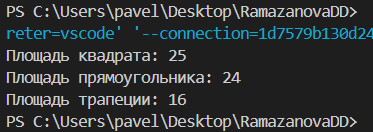 PS C:\Users\pavel\Desktop\RamazanovaDD>
reter=vscode' '--connection=1d7579b130d24
Площадь квадрата: 25
Площадь прямоугольника: 24
Площадь трапеции: 16
PS C:\Users\pavel\Desktop\RamazanovaDD>